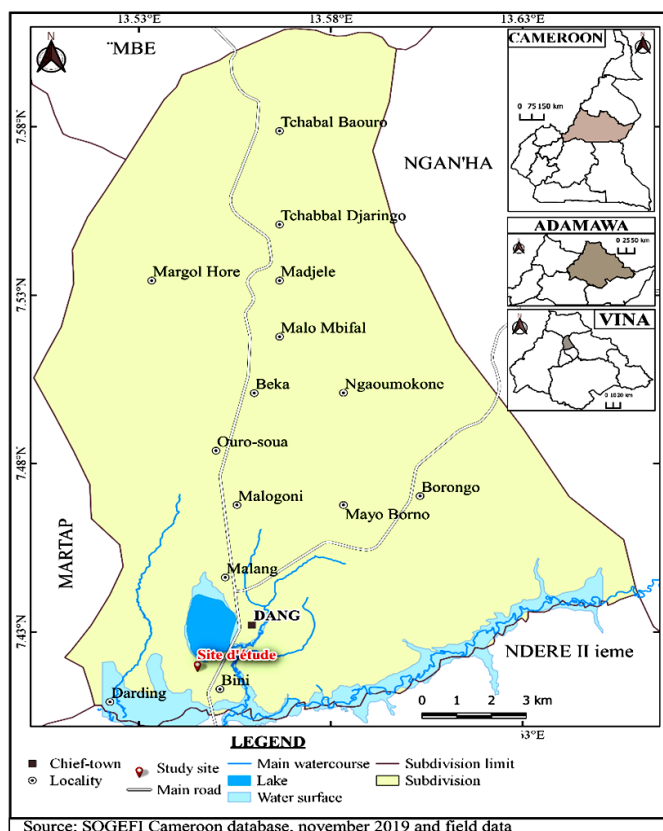 13.53°E 13.58°E 13.63°E
N
¨MBE
CAMEROON
0 75 150 km
7.58°N
Tchabal Baouro
NGAN'HA
Tchabbal Djaringo
ADAMAWA
N
0 25 50 km
Margol Hore
Madjele
7.53°N
VINA
N
Malo Mbifal
Beka
Ngaoumokonc
0 10 20 km
Ouro-soua
7.48°N
Malogoni
Borongo
Mayo Borno
MARTAP
Malang
DANG
7.43°N
Site d'étude
NDERE II ieme
Bini
Darding
0 1 2 3 km
63°E
LEGEND
Chief-town
Locality
Study site
Main road
Main watercourse
Lake
Water surface
Subdivision limit
Subdivision
Source: SOGEFI Cameroon database, november 2019 and field data